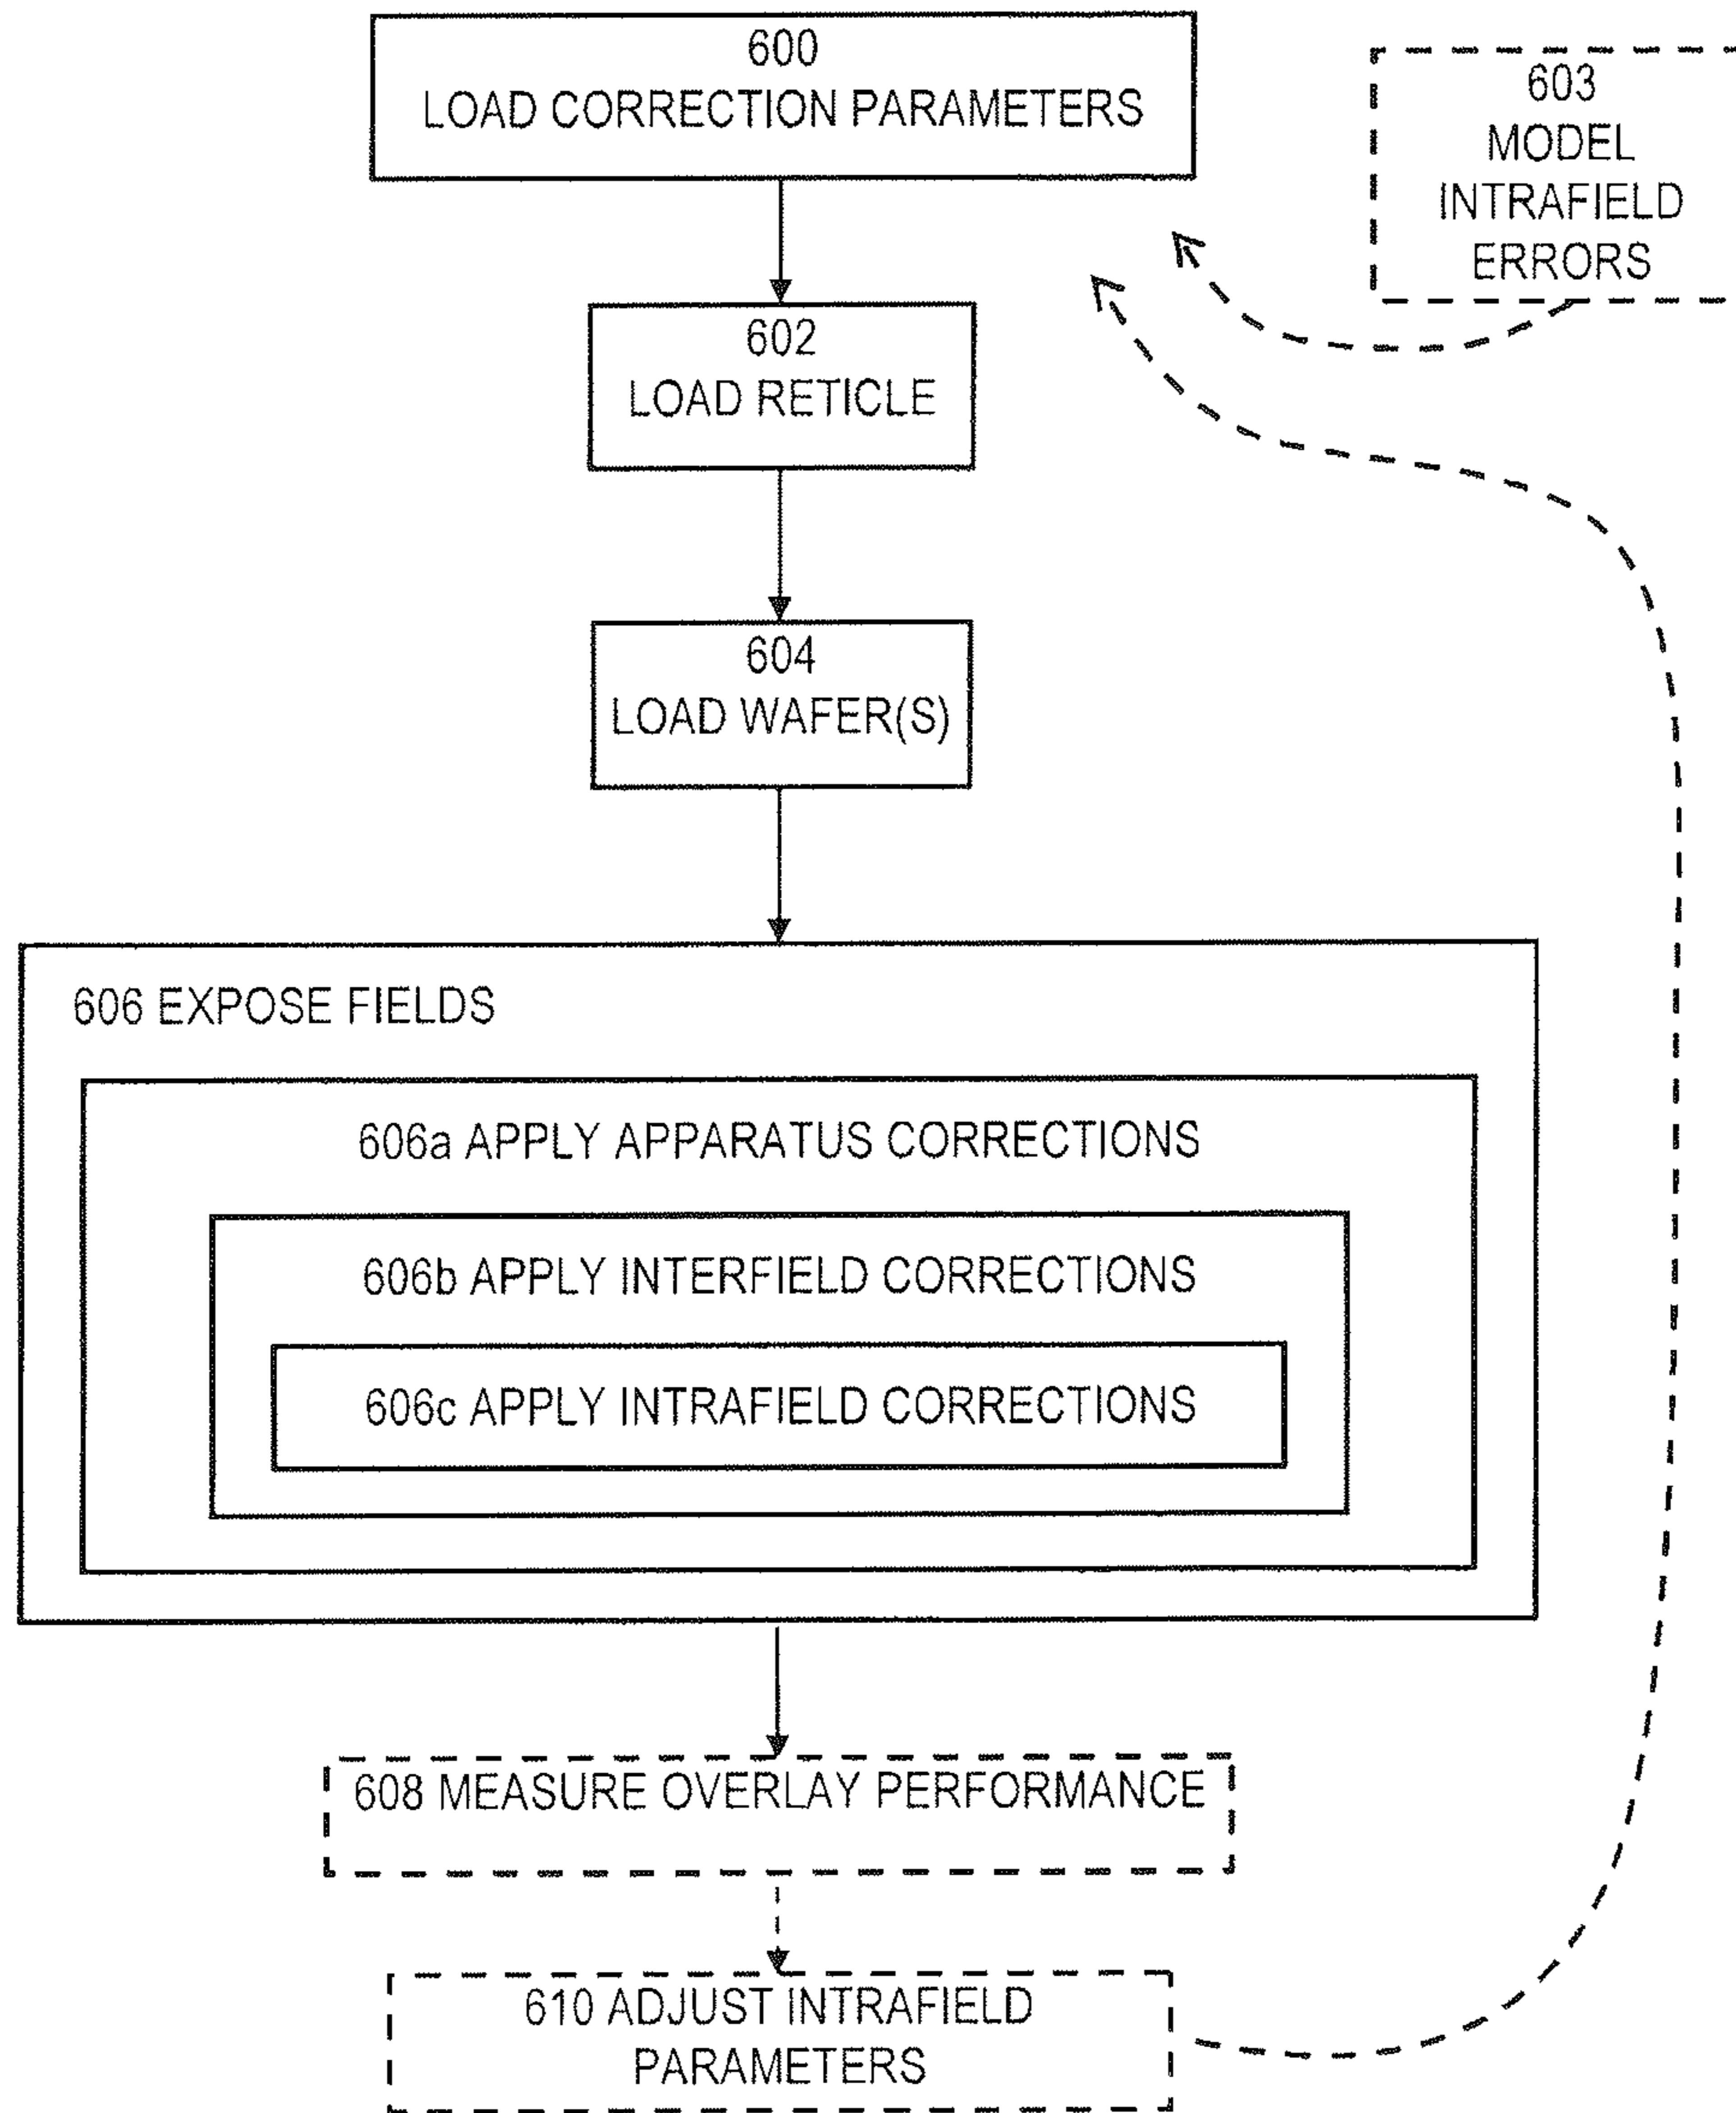 600
LOAD CORRECTION PARAMETERS
603
MODEL
INTRAFIELD
ERRORS
602
LOAD RETICLE
604
LOAD WAFER(S)
606 EXPOSE FIELDS
606a APPLY APPARATUS CORRECTIONS
606b APPLY INTERFIELD CORRECTIONS
606c APPLY INTRAFIELD CORRECTIONS
608 MEASURE OVERLAY PERFORMANCE
610 ADJUST INTRAFIELD
PARAMETERS